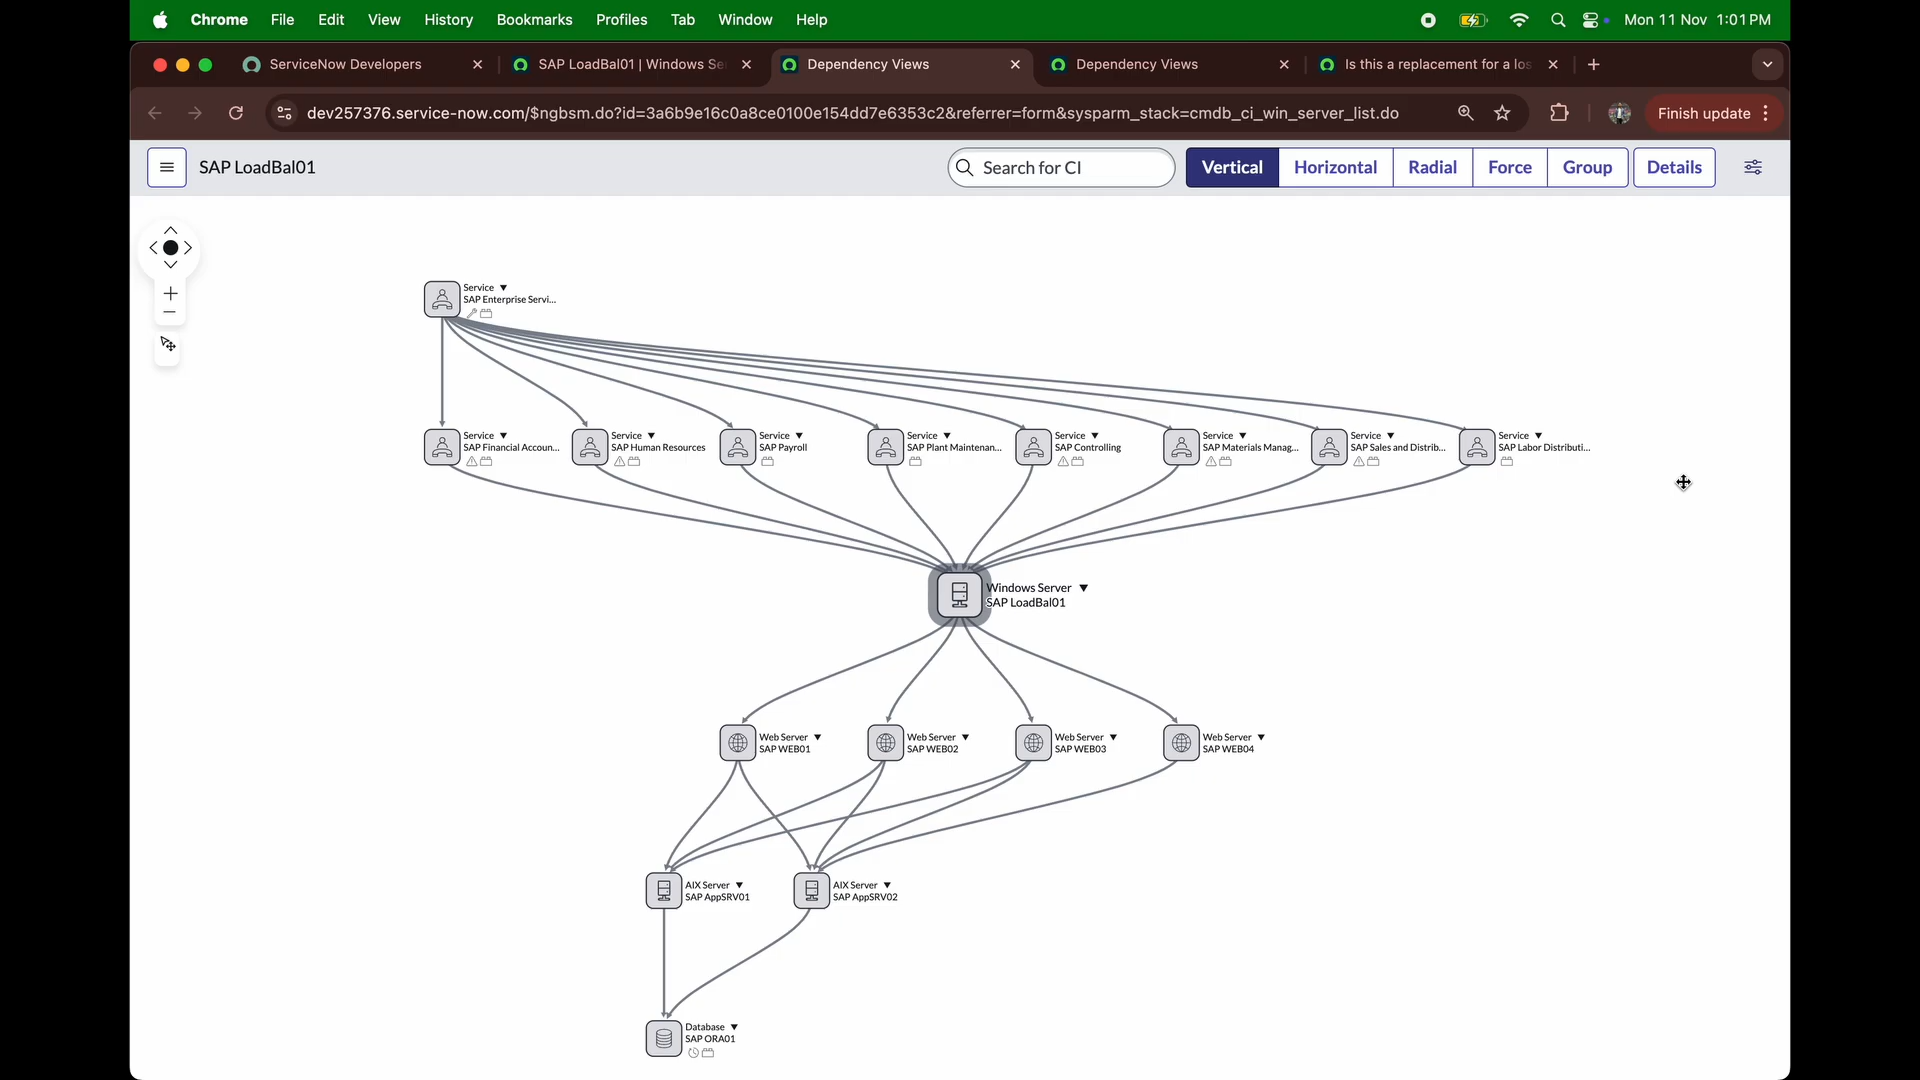 Chrome File Edit View History Bookmarks Profiles Tab Window Help Mon 11 Nov 1:01 PM
ServiceNow Developers
SAP LoadBal01 | Windows Se
Dependency Views
Dependency Views
Is this a replacement for a los
dev257376.service-now.com/$ngbsm.do?id=3a6b9e16c0a8ce0100e154dd7e6353c2&referrer=form&sysparm_stack=cmdb_ci_win_server_list.do
Finish update
SAP LoadBal01
Search for CI
Vertical Horizontal Radial Force Group Details
Service
SAP Enterprise Servi...
Service
SAP Financial Accoun...
Service
SAP Human Resources
Service
SAP Payroll
Service
SAP Plant Maintenan...
Service
SAP Controlling
Service
SAP Materials Manag...
Service
SAP Sales and Distrib...
Service
SAP Labor Distributi...
Windows Server
SAP LoadBal01
Web Server
SAP WEB01
Web Server
SAP WEB02
Web Server
SAP WEB03
Web Server
SAP WEB04
AIX Server
SAP AppSRV01
AIX Server
SAP AppSRV02
Database
SAP ORA01